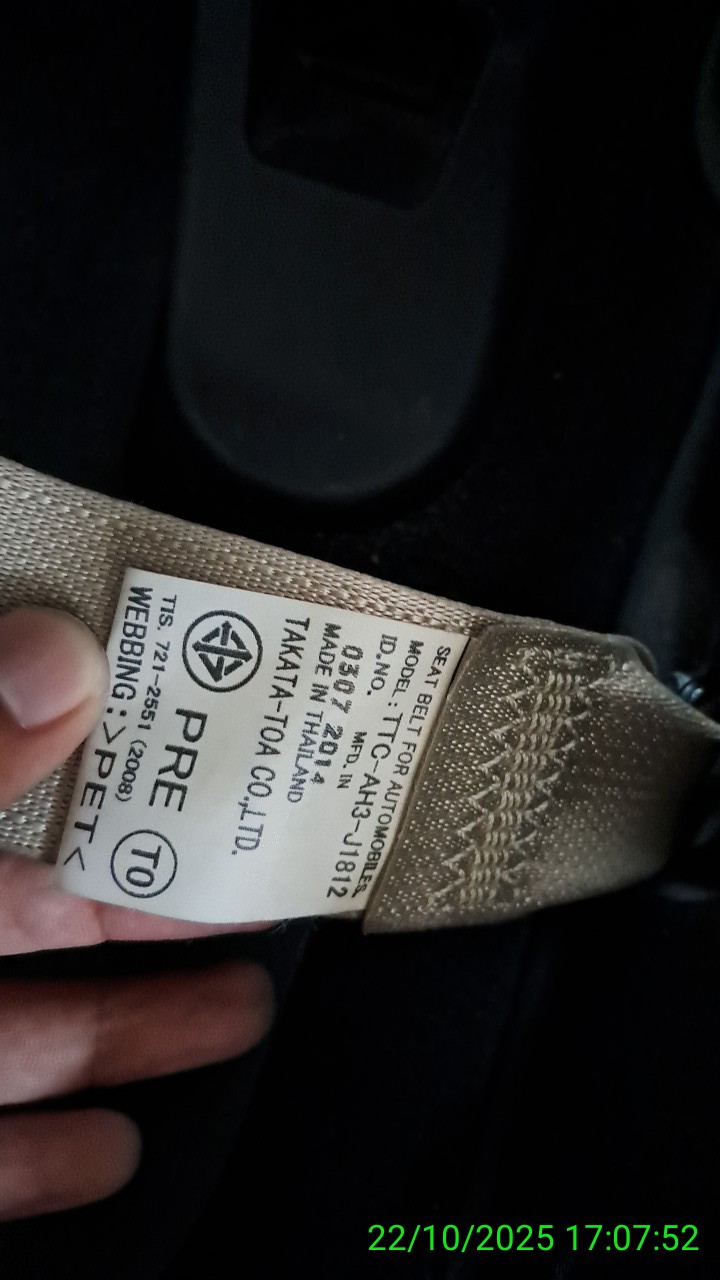 SEAT BELT FOR AUTOMOBILES.
MODEL : TTC-AH3-J1812
ID.NO. MFD. IN
0307 2014
MADE IN THAILAND
TAKATA-TOA CO.,LTD.
PRE TO
TIS. 721-2551 (2008)
WEBBING:>PET<
22/10/2025 17:07:52